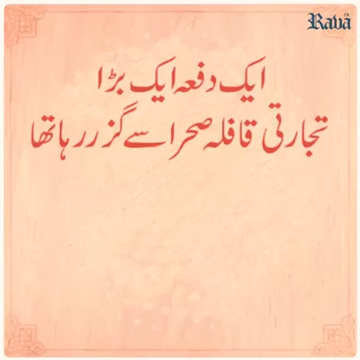 Rava
ایک دفعہ ایک بڑا
تجارتی قافلہ صحرا سے گزر رہا تھا